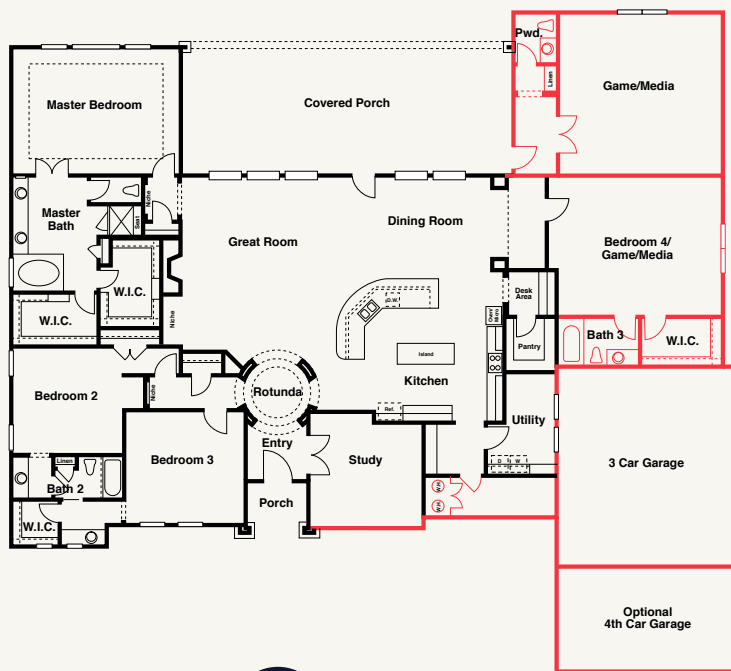 Pwd.
Linen
Game/Media
Master Bedroom
Covered Porch
Niche
Seat
Master
Bath
Great Room
Dining Room
Bedroom 4/
Game/Media
W.I.C.
W.I.C.
Niche
D.W.
Desk
Area
Oven/
Micro
Island
Pantry
Bath 3
W.I.C.
Kitchen
Bedroom 2
Niche
Rotunda
Ref.
Utility
Entry
Bedroom 3
Study
3 Car Garage
Linen
Bath 2
D
W
W.H.
W.H.
Porch
W.I.C.
Optional
4th Car Garage